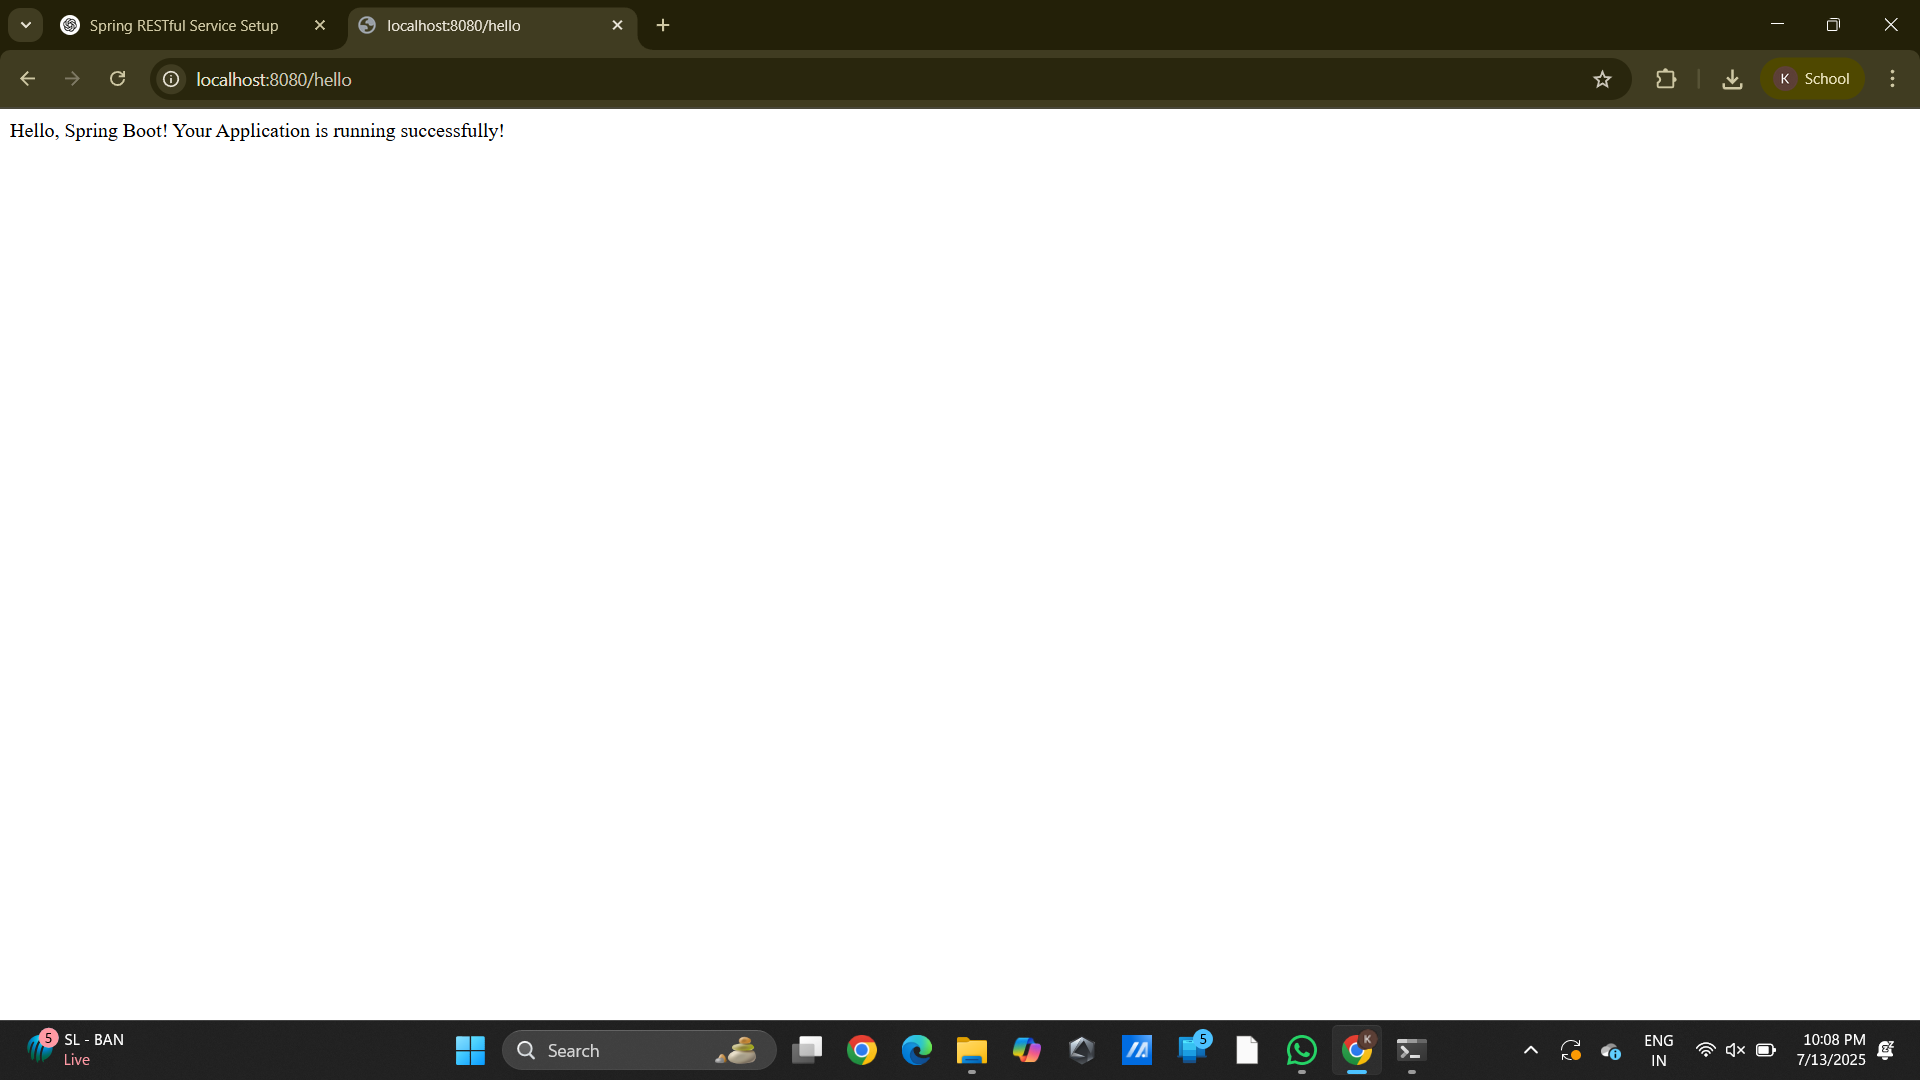 Spring RESTful Service Setup
localhost:8080/hello
localhost:8080/hello
K School
Hello, Spring Boot! Your Application is running successfully!
5
SL - BAN
Live
Search
5
K
ENG
IN
10:08 PM
7/13/2025